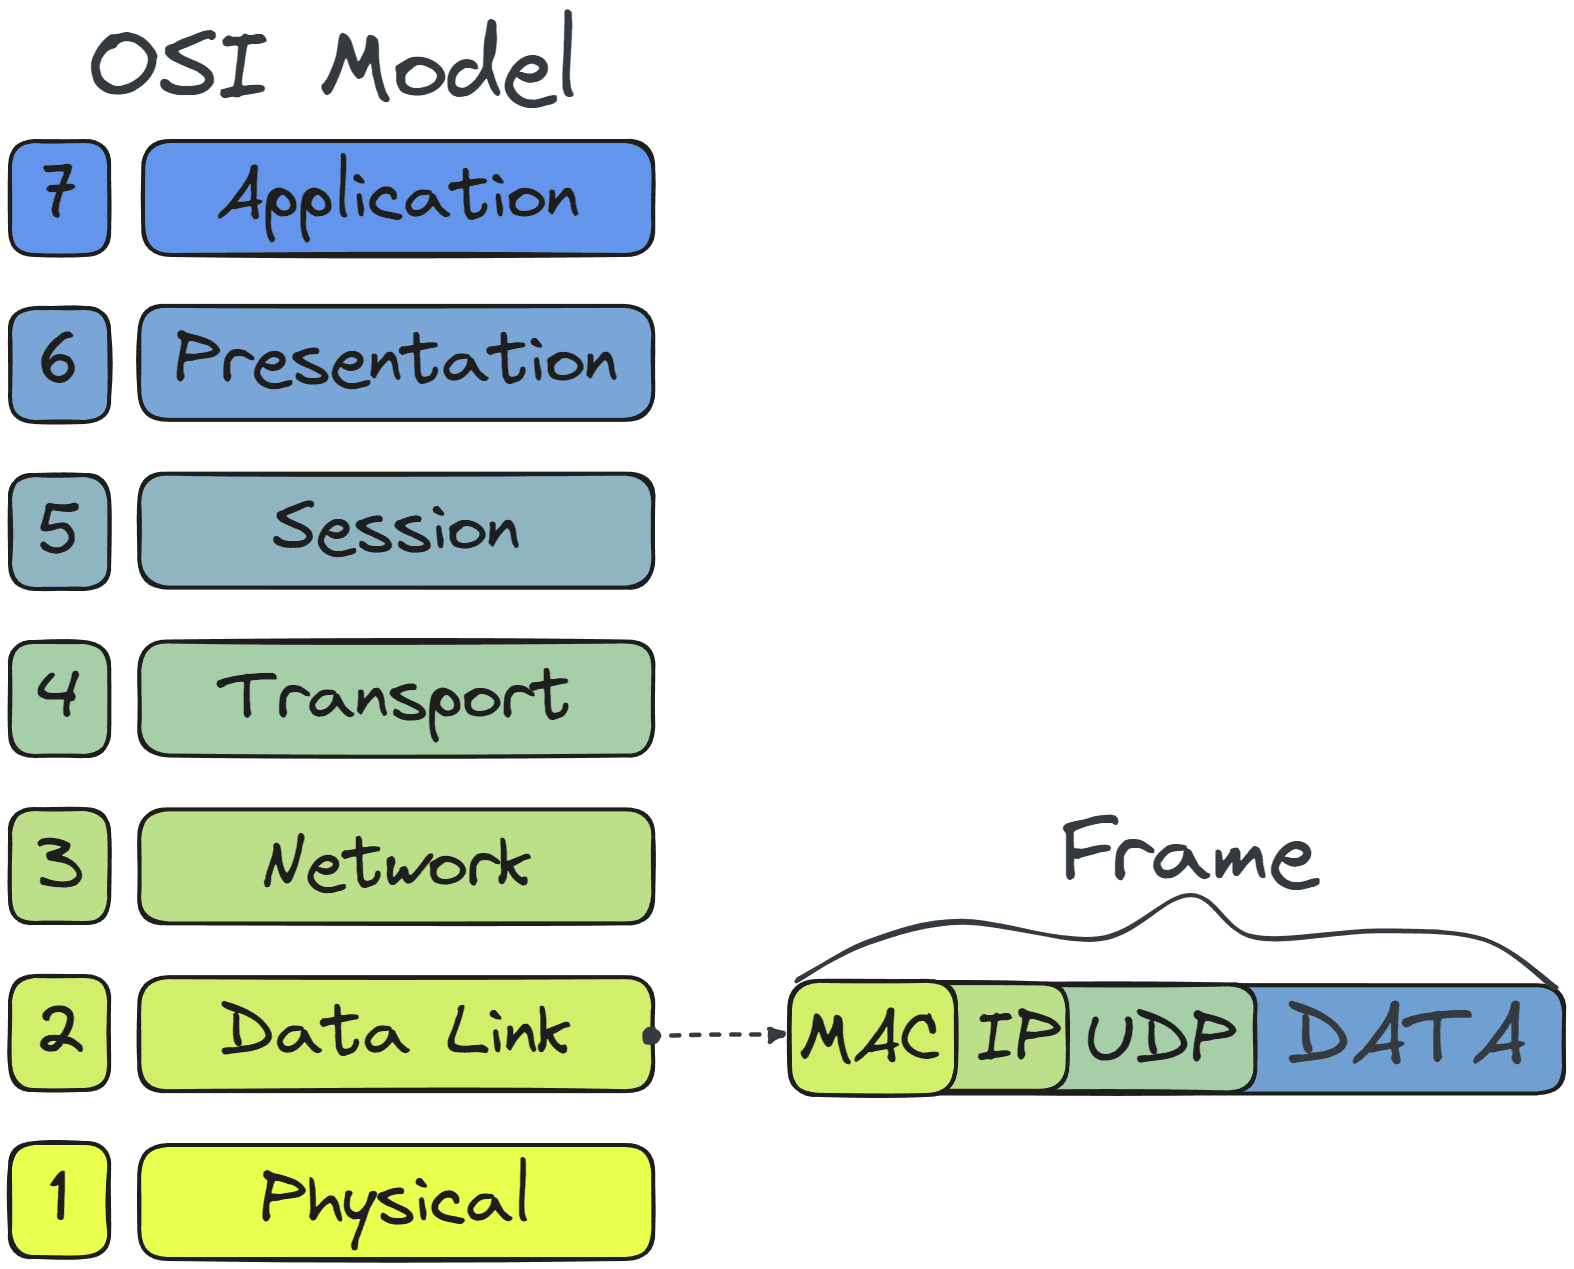 OSI Model
7 Application
6 Presentation
5 Session
4 Transport
3 Network
Frame
2 Data Link MAC IP UDP DATA
1 Physical